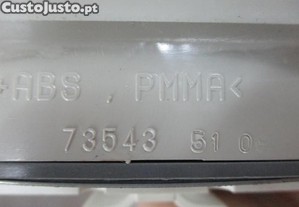 CustoJusto.pt
>ABS , PMMA<
73543 51 0